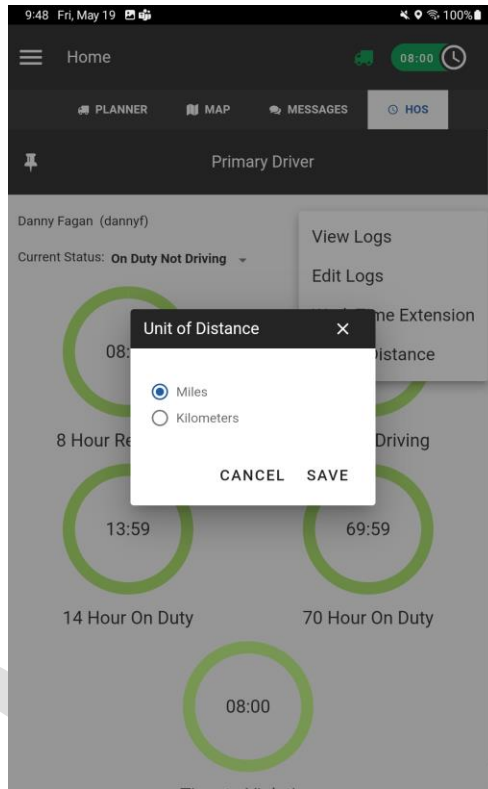 9:48 Fri, May 19 100%
Home 08:00
PLANNER MAP MESSAGES HOS
Primary Driver
Danny Fagan (dannyf)
Current Status: On Duty Not Driving
View Logs
Edit Logs
me Extension
istance
Unit of Distance
08:
Miles
Kilometers
8 Hour Re
Driving
CANCEL SAVE
13:59 69:59
14 Hour On Duty 70 Hour On Duty
08:00